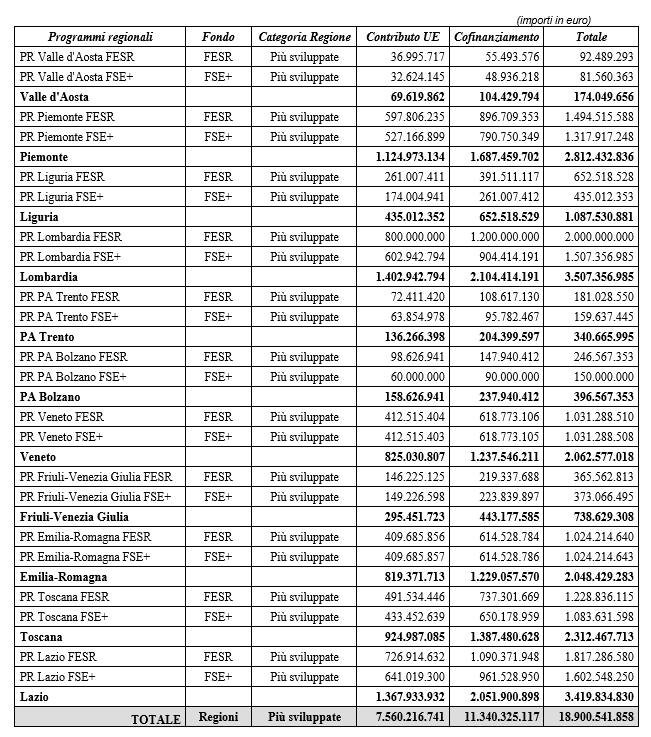 (importi in euro)
Programmi regionali Fondo Categoria Regione Contributo UE Cofinanziamento Totale
PR Valle d'Aosta FESR FESR Più sviluppate 36.995.717 55.493.576 92.489.293
PR Valle d'Aosta FSE+ FSE+ Più sviluppate 32.624.145 48.936.218 81.560.363
Valle d'Aosta 69.619.862 104.429.794 174.049.656
PR Piemonte FESR FESR Più sviluppate 597.806.235 896.709.353 1.494.515.588
PR Piemonte FSE+ FSE+ Più sviluppate 527.166.899 790.750.349 1.317.917.248
Piemonte 1.124.973.134 1.687.459.702 2.812.432.836
PR Liguria FESR FESR Più sviluppate 261.007.411 391.511.117 652.518.528
PR Liguria FSE+ FSE+ Più sviluppate 174.004.941 261.007.412 435.012.353
Liguria 435.012.352 652.518.529 1.087.530.881
PR Lombardia FESR FESR Più sviluppate 800.000.000 1.200.000.000 2.000.000.000
PR Lombardia FSE+ FSE+ Più sviluppate 602.942.794 904.414.191 1.507.356.985
Lombardia 1.402.942.794 2.104.414.191 3.507.356.985
PR PA Trento FESR FESR Più sviluppate 72.411.420 108.617.130 181.028.550
PR PA Trento FSE+ FSE+ Più sviluppate 63.854.978 95.782.467 159.637.445
PA Trento 136.266.398 204.399.597 340.665.995
PR PA Bolzano FESR FESR Più sviluppate 98.626.941 147.940.412 246.567.353
PR PA Bolzano FSE+ FSE+ Più sviluppate 60.000.000 90.000.000 150.000.000
PA Bolzano 158.626.941 237.940.412 396.567.353
PR Veneto FESR FESR Più sviluppate 412.515.404 618.773.106 1.031.288.510
PR Veneto FSE+ FSE+ Più sviluppate 412.515.403 618.773.105 1.031.288.508
Veneto 825.030.807 1.237.546.211 2.062.577.018
PR Friuli-Venezia Giulia FESR FESR Più sviluppate 146.225.125 219.337.688 365.562.813
PR Friuli-Venezia Giulia FSE+ FSE+ Più sviluppate 149.226.598 223.839.897 373.066.495
Friuli-Venezia Giulia 295.451.723 443.177.585 738.629.308
PR Emilia-Romagna FESR FESR Più sviluppate 409.685.856 614.528.784 1.024.214.640
PR Emilia-Romagna FSE+ FSE+ Più sviluppate 409.685.857 614.528.786 1.024.214.643
Emilia-Romagna 819.371.713 1.229.057.570 2.048.429.283
PR Toscana FESR FESR Più sviluppate 491.534.446 737.301.669 1.228.836.115
PR Toscana FSE+ FSE+ Più sviluppate 433.452.639 650.178.959 1.083.631.598
Toscana 924.987.085 1.387.480.628 2.312.467.713
PR Lazio FESR FESR Più sviluppate 726.914.632 1.090.371.948 1.817.286.580
PR Lazio FSE+ FSE+ Più sviluppate 641.019.300 961.528.950 1.602.548.250
Lazio 1.367.933.932 2.051.900.898 3.419.834.830
TOTALE Regioni Più sviluppate 7.560.216.741 11.340.325.117 18.900.541.858